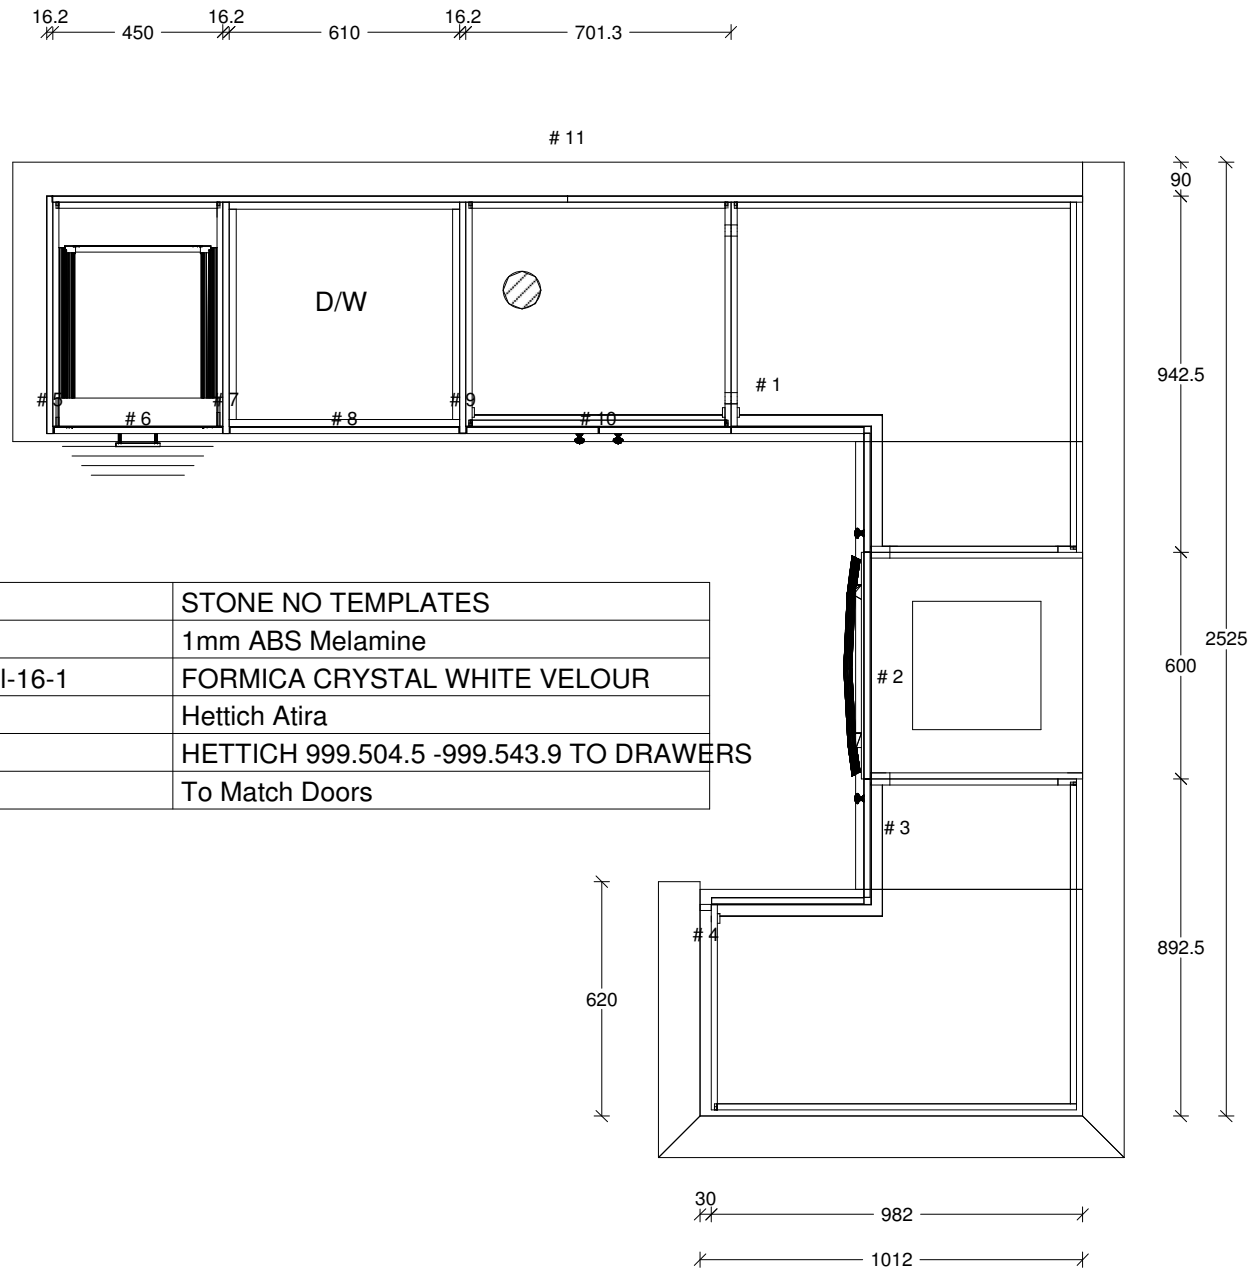 16.2 16.2 16.2
450 610 701.3
# 11
90
D/W
# 1
942.5
# 5 # 7 # 9
# 6 # 8 # 10
STONE NO TEMPLATES
1mm ABS Melamine
I-16-1 FORMICA CRYSTAL WHITE VELOUR
Hettich Atira
HETTICH 999.504.5 -999.543.9 TO DRAWERS
To Match Doors
2525
600
# 2
# 3
# 4
892.5
620
30
982
1012